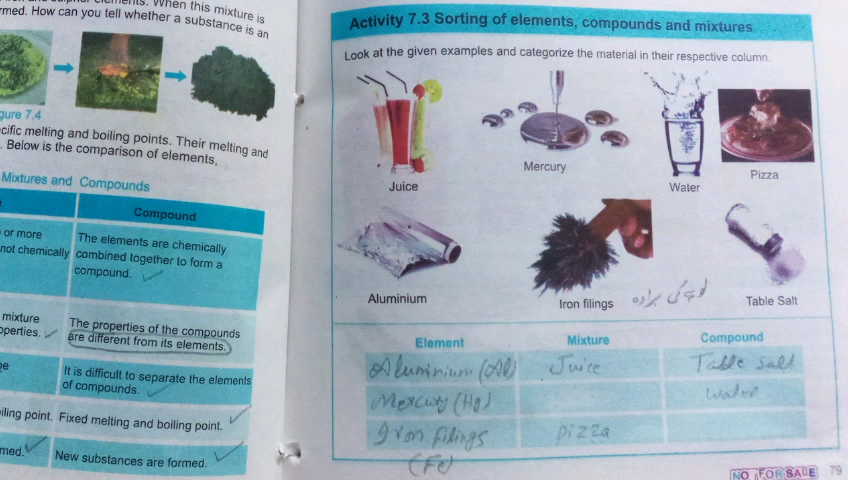 sulphur elements. When this mixture is
rmed. How can you tell whether a substance is an
gure 7.4
cific melting and boiling points. Their melting and
. Below is the comparison of elements,
Mixtures and Compounds
Compound
or more
not chemically
The elements are chemically
combined together to form a
compound.
mixture
operties.
The properties of the compounds
are different from its elements.
It is difficult to separate the elements
of compounds.
iling point.
Fixed melting and boiling point.
med.
New substances are formed.
Activity 7.3 Sorting of elements, compounds and mixtures
Look at the given examples and categorize the material in their respective column.
Juice
Mercury
Water
Pizza
Aluminium
Iron filings
Table Salt
Element Mixture Compound
Aluminium (Al) Juice Table salt
Mercury (Hg) water
Iron filings pizza
(Fe)
NOT FOR SALE 79